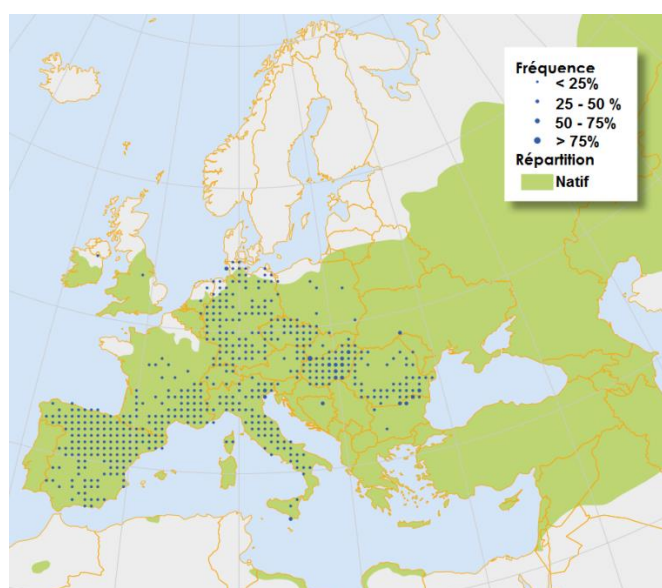 Fréquence
< 25%
25 - 50 %
50 - 75%
> 75%
Répartition
Natif